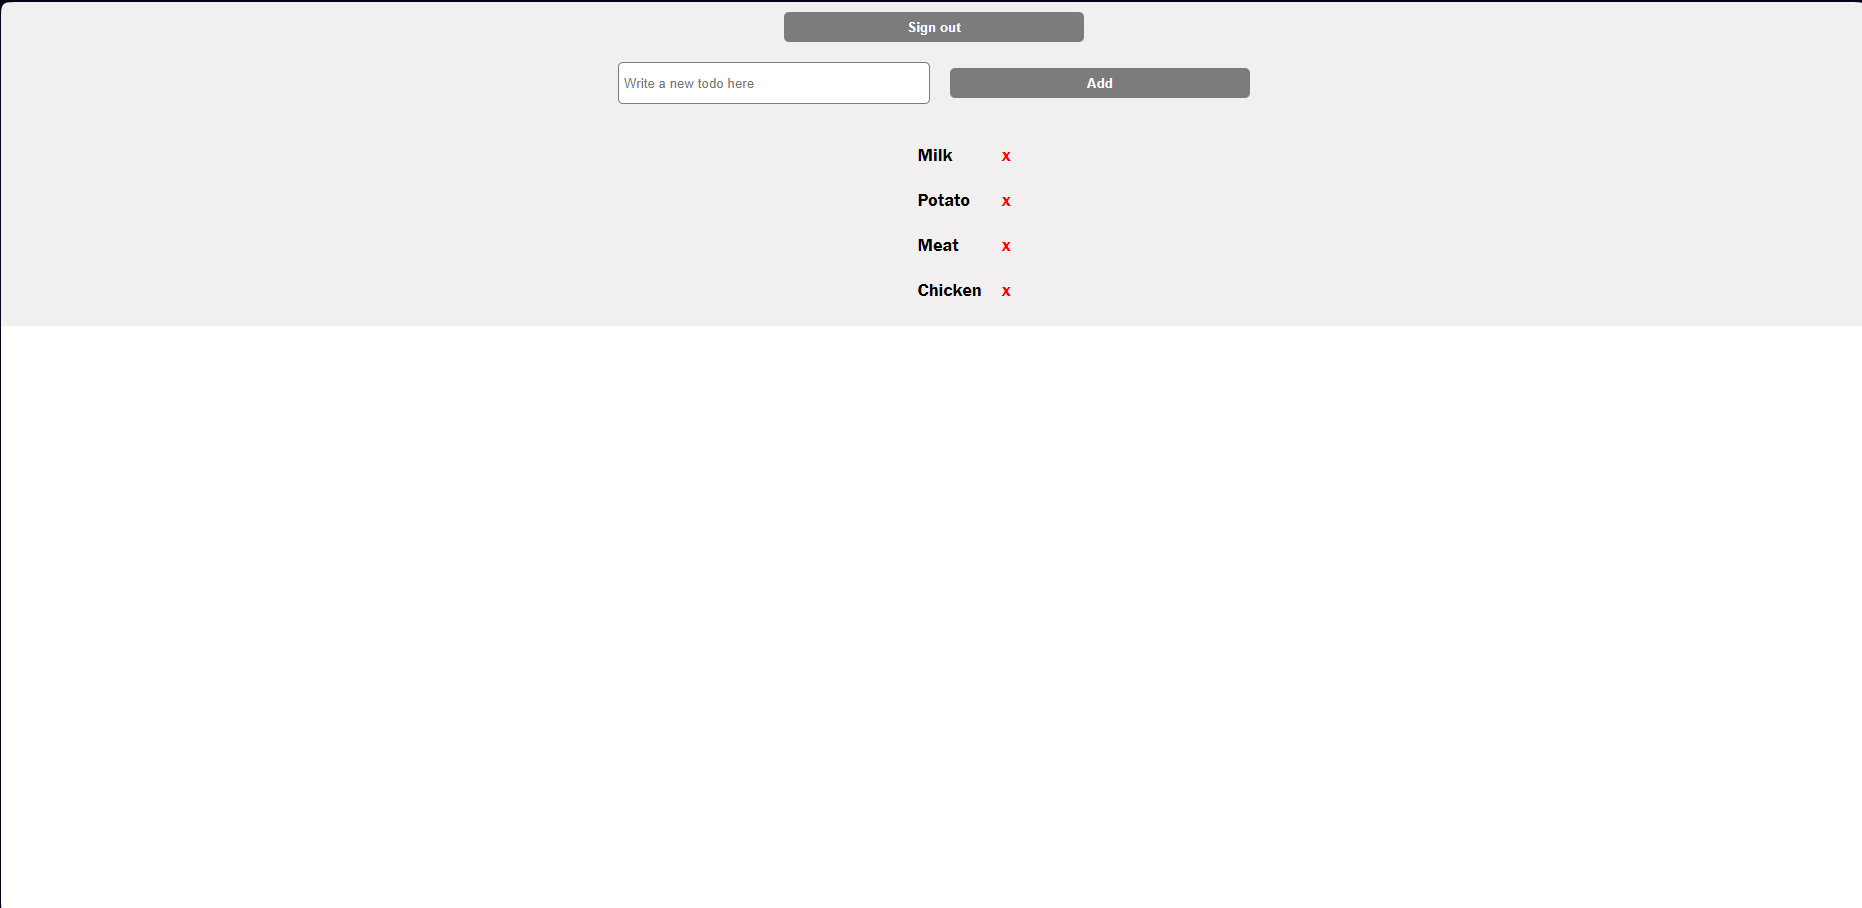 Sign out
Write a new todo here Add
Milk x
Potato x
Meat x
Chicken x